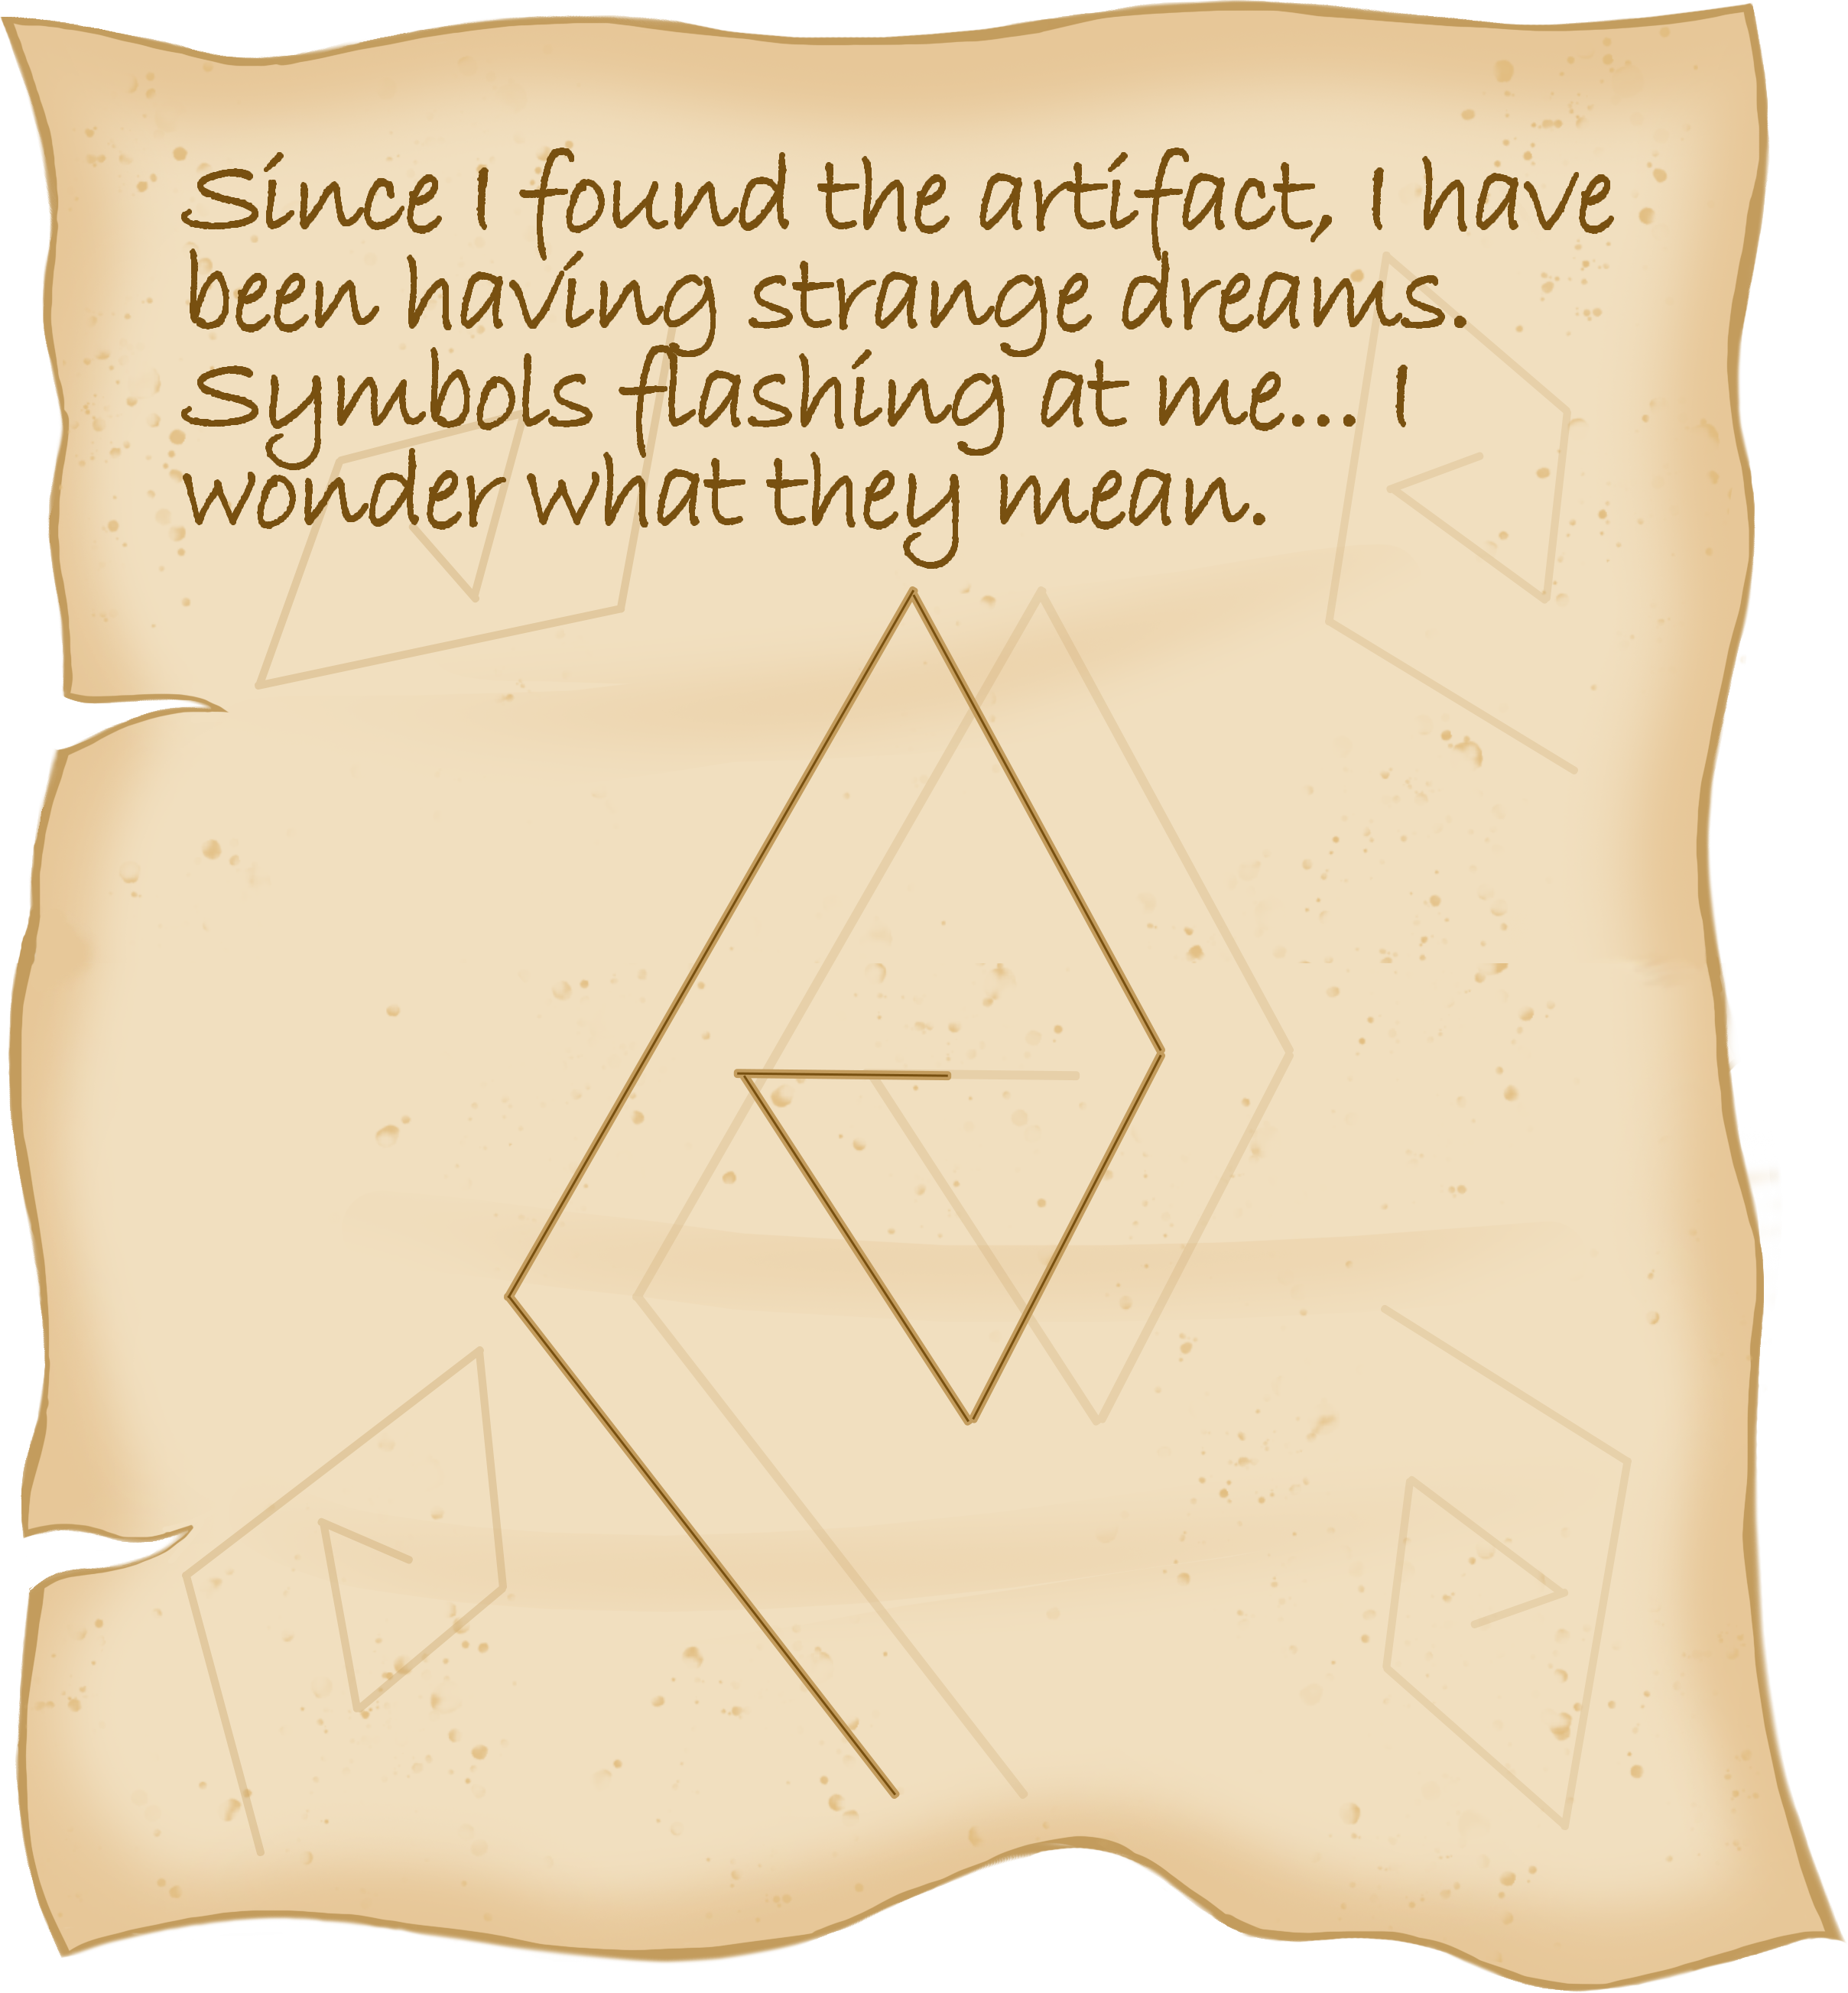 Since I found the artifact, I have
been having strange dreams.
Symbols flashing at me... I
wonder what they mean.